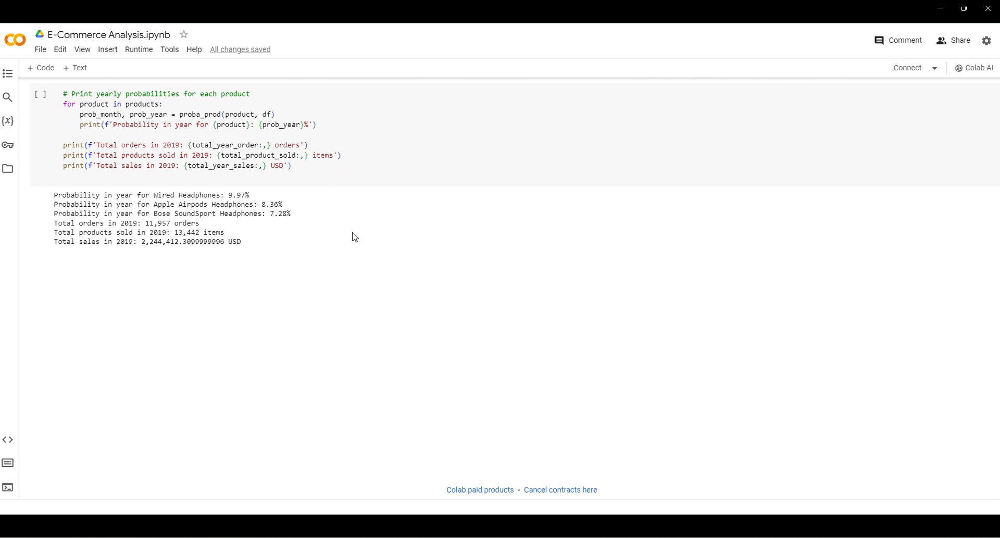 E-Commerce Analysis.ipynb
File Edit View Insert Runtime Tools Help All changes saved
Comment Share
+ Code + Text
Connect Colab AI
{x}
[ ] # Print yearly probabilities for each product
for product in products:
    prob_month, prob_year = proba_prod(product, df)
    print(f'Probability in year for {product}: {prob_year}%')
print(f'Total orders in 2019: {total_year_order:,} orders')
print(f'Total products sold in 2019: {total_product_sold:,} items')
print(f'Total sales in 2019: {total_year_sales:,} USD')
Probability in year for Wired Headphones: 9.97%
Probability in year for Apple Airpods Headphones: 8.36%
Probability in year for Bose SoundSport Headphones: 7.28%
Total orders in 2019: 11,957 orders
Total products sold in 2019: 13,442 items
Total sales in 2019: 2,244,412.3099999996 USD
Colab paid products - Cancel contracts here